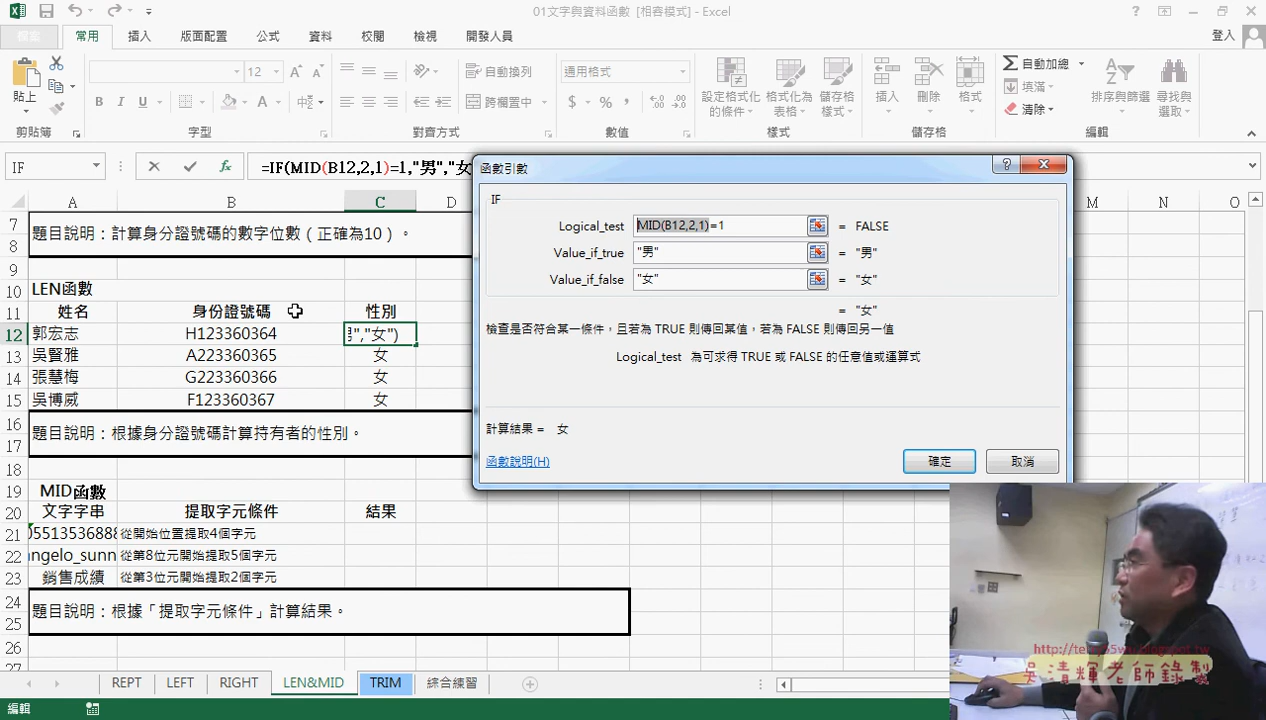 01文字與資料函數 [相容模式] - Excel
常用 插入 版面配置 公式 資料 校閱 檢視 開發人員 登入
貼上 12 自動換列 通用格式 設定格式化的條件 格式化為表格 儲存格樣式 插入 刪除 格式 自動加總 填滿 清除 排序與篩選 尋找與選取
B I U A 中 跨欄置中 $ % ,
剪貼簿 字型 對齊方式 數值 樣式 儲存格 編輯
IF =IF(MID(B12,2,1)=1,"男","女
A B C D M N O
7
8 題目說明：計算身分證號碼的數字位數（正確為10）。
9
10 LEN函數
11 姓名 身份證號碼 性別
12 郭宏志 H123360364 ","女")
13 吳賢雅 A223360365 女
14 張慧梅 G223360366 女
15 吳博威 F123360367 女
16 題目說明：根據身分證號碼計算持有者的性別。
17
18
19 MID函數
20 文字字串 提取字元條件 結果
21 055135368 從開始位置提取4個字元
22 angelo_sunn 從第8位元開始提取5個字元
23 銷售成績 從第3位元開始提取2個字元
24 題目說明：根據「提取字元條件」計算結果。
25
26
27
函數引數
IF
Logical_test MID(B12,2,1)=1 = FALSE
Value_if_true "男" = "男"
Value_if_false "女" = "女"
= "女"
檢查是否符合某一條件，且若為 TRUE 則傳回某值，若為 FALSE 則傳回另一值
Logical_test 為可求得 TRUE 或 FALSE 的任意值或運算式
計算結果 = 女
函數說明(H) 確定 取消
吳清輝老師錄製
REPT LEFT RIGHT LEN&MID TRIM 綜合練習
編輯